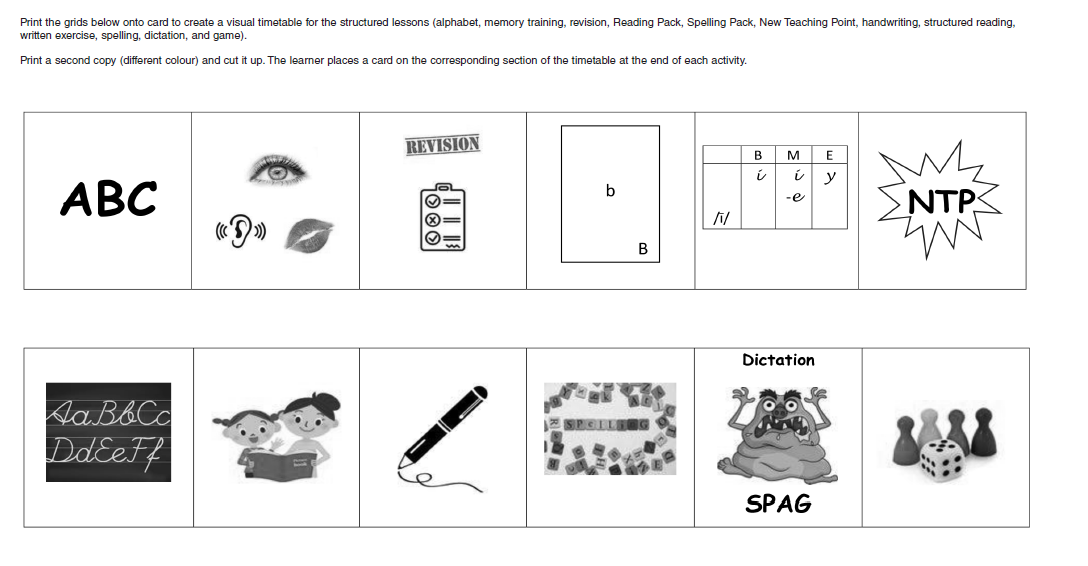 Print the grids below onto card to create a visual timetable for the structured lessons (alphabet, memory training, revision, Reading Pack, Spelling Pack, New Teaching Point, handwriting, structured reading,
written exercise, spelling, dictation, and game).
Print a second copy (different colour) and cut it up. The learner places a card on the corresponding section of the timetable at the end of each activity.
ABC
REVISION
b
B
B M E
í í y
-e
/ī/
NTP
AaBbCc
DdEeFf
SPELLING
Dictation
SPAG